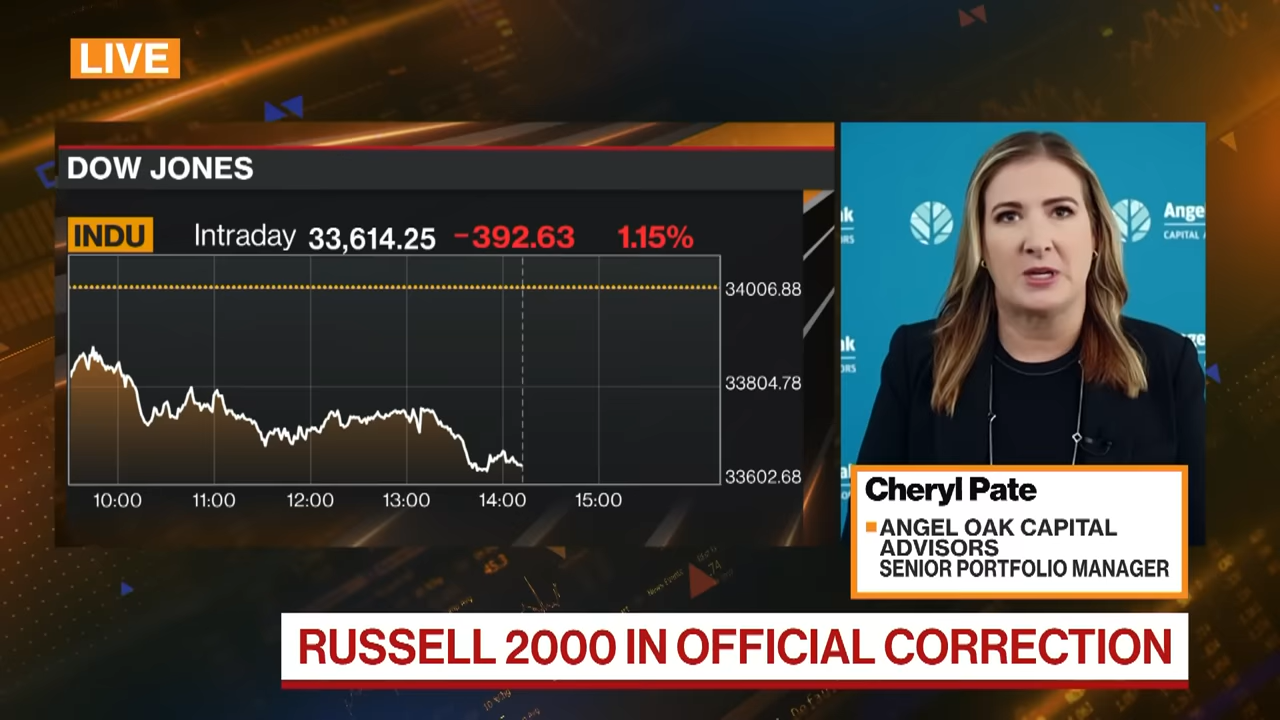 LIVE
DOW JONES
INDU Intraday 33,614.25 -392.63 1.15%
34006.88
33804.78
33602.68
10:00 11:00 12:00 13:00 14:00 15:00
Ange
CAPITAL A
Cheryl Pate
ANGEL OAK CAPITAL
ADVISORS
SENIOR PORTFOLIO MANAGER
RUSSELL 2000 IN OFFICIAL CORRECTION